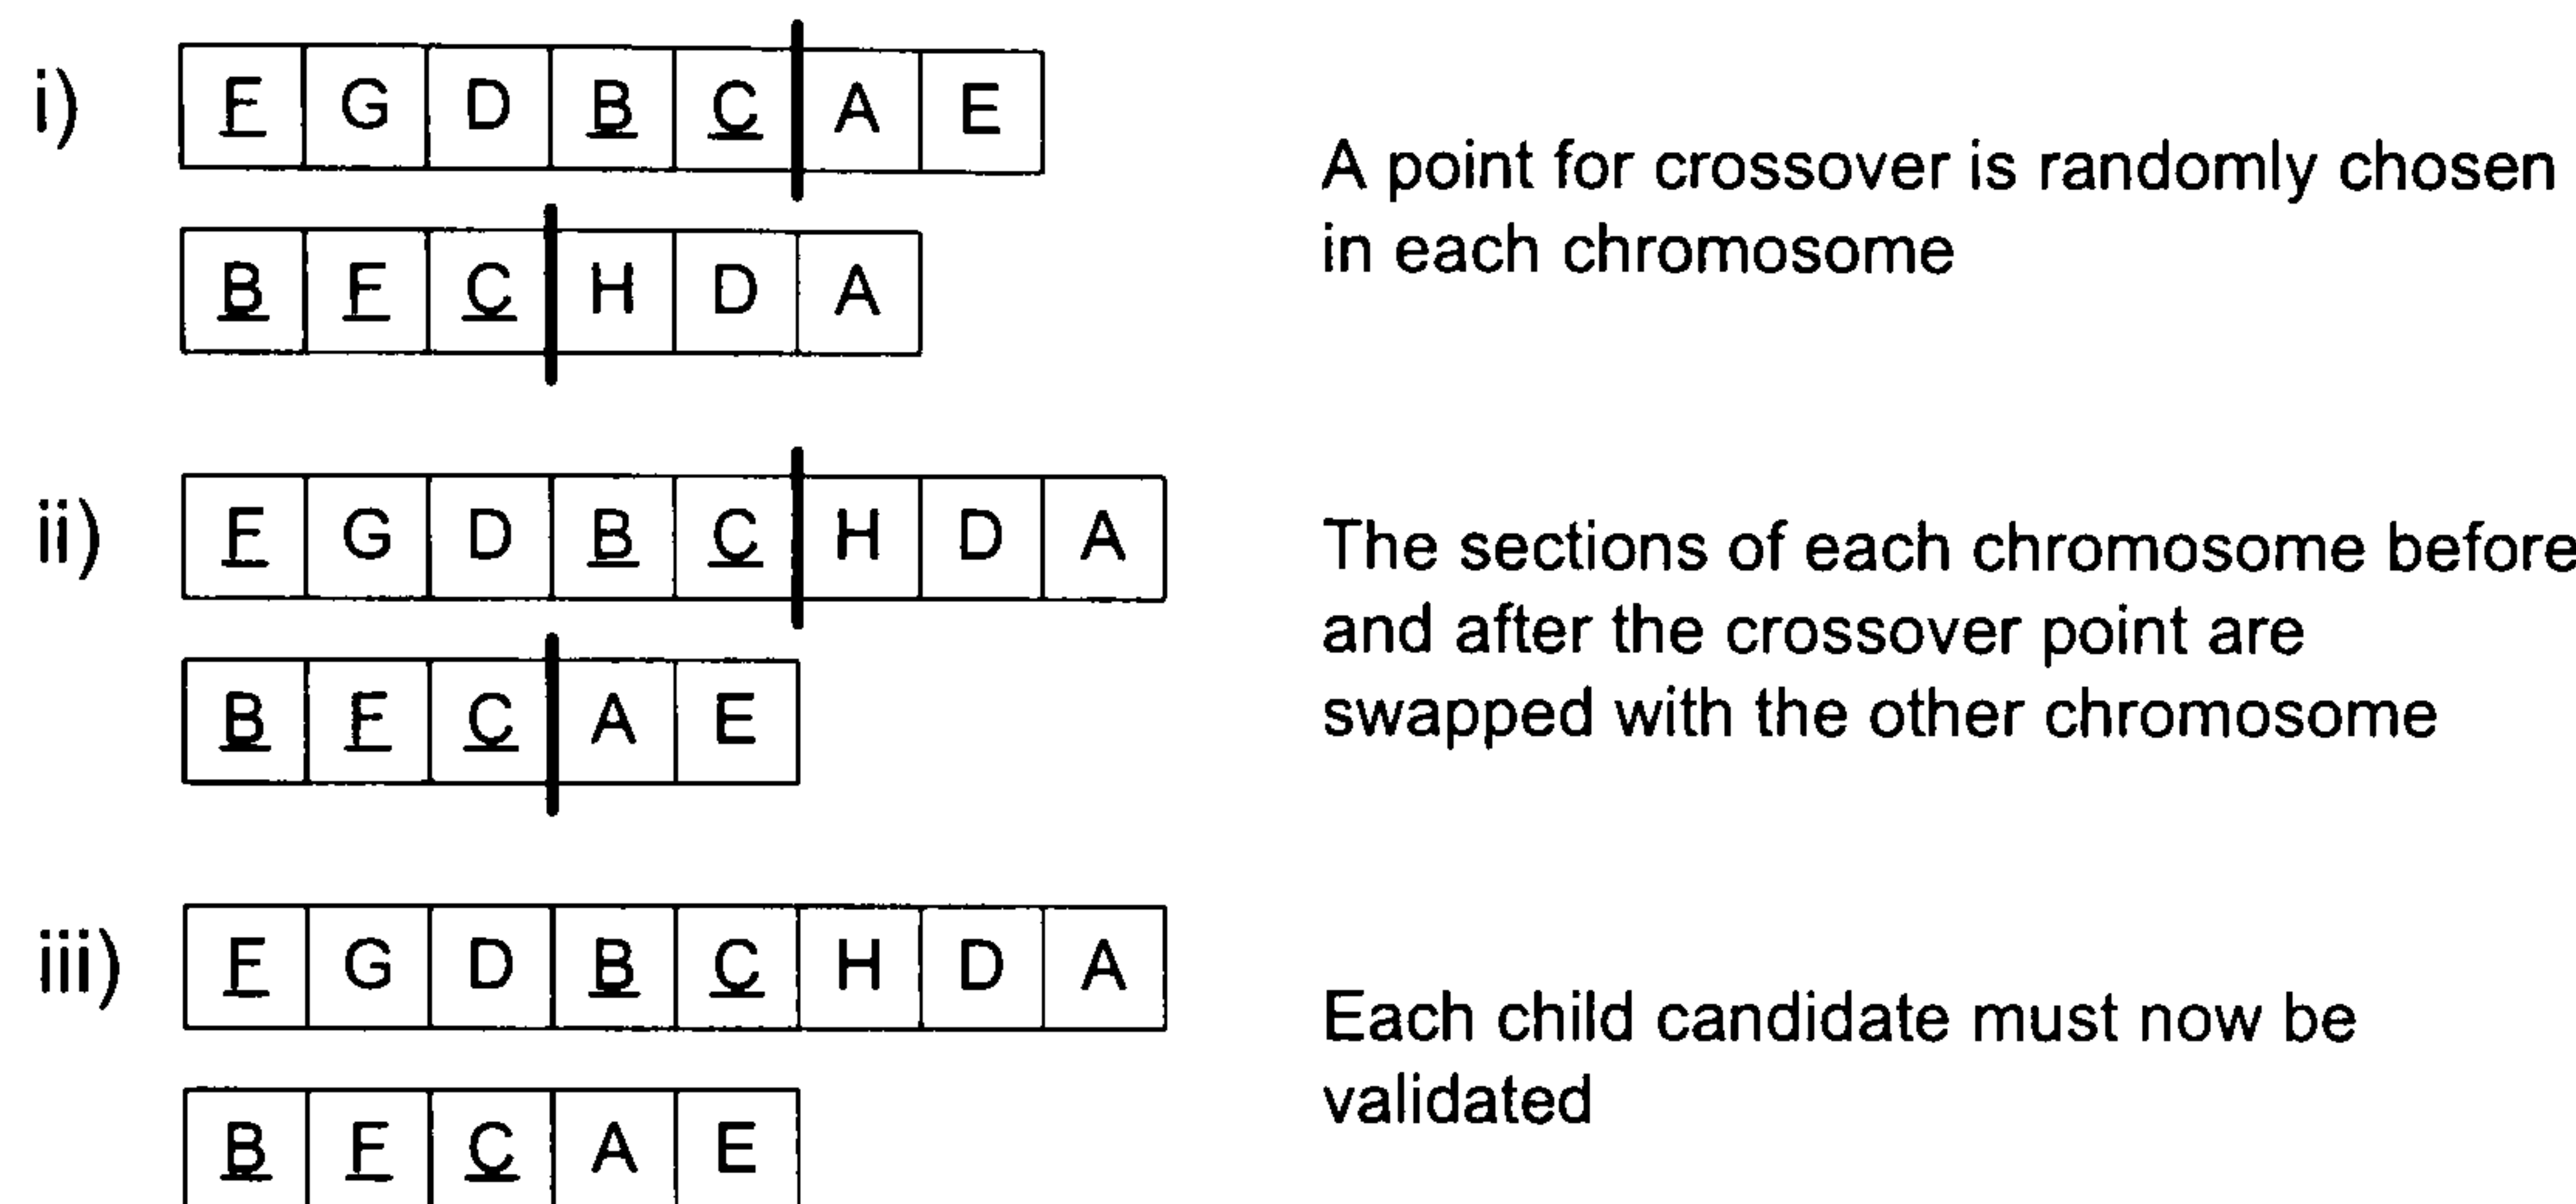 i) F G D B C A E
A point for crossover is randomly chosen
in each chromosome
B F C H D A
ii) F G D B C H D A
The sections of each chromosome before
and after the crossover point are
swapped with the other chromosome
B F C A E
iii) F G D B C H D A
Each child candidate must now be
validated
B F C A E